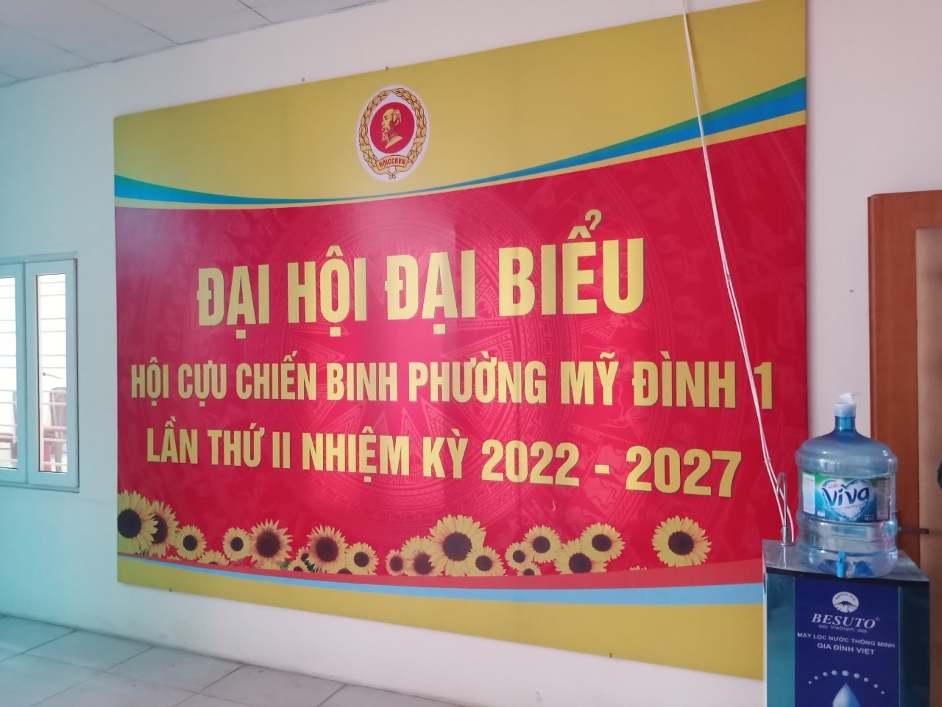 ĐẠI HỘI ĐẠI BIỂU
HỘI CỰU CHIẾN BINH PHƯỜNG MỸ ĐÌNH 1
LẦN THỨ II NHIỆM KỲ 2022 - 2027
Viva
BESUTO
MÁY LỌC NƯỚC THÔNG MINH
GIA ĐÌNH VIỆT